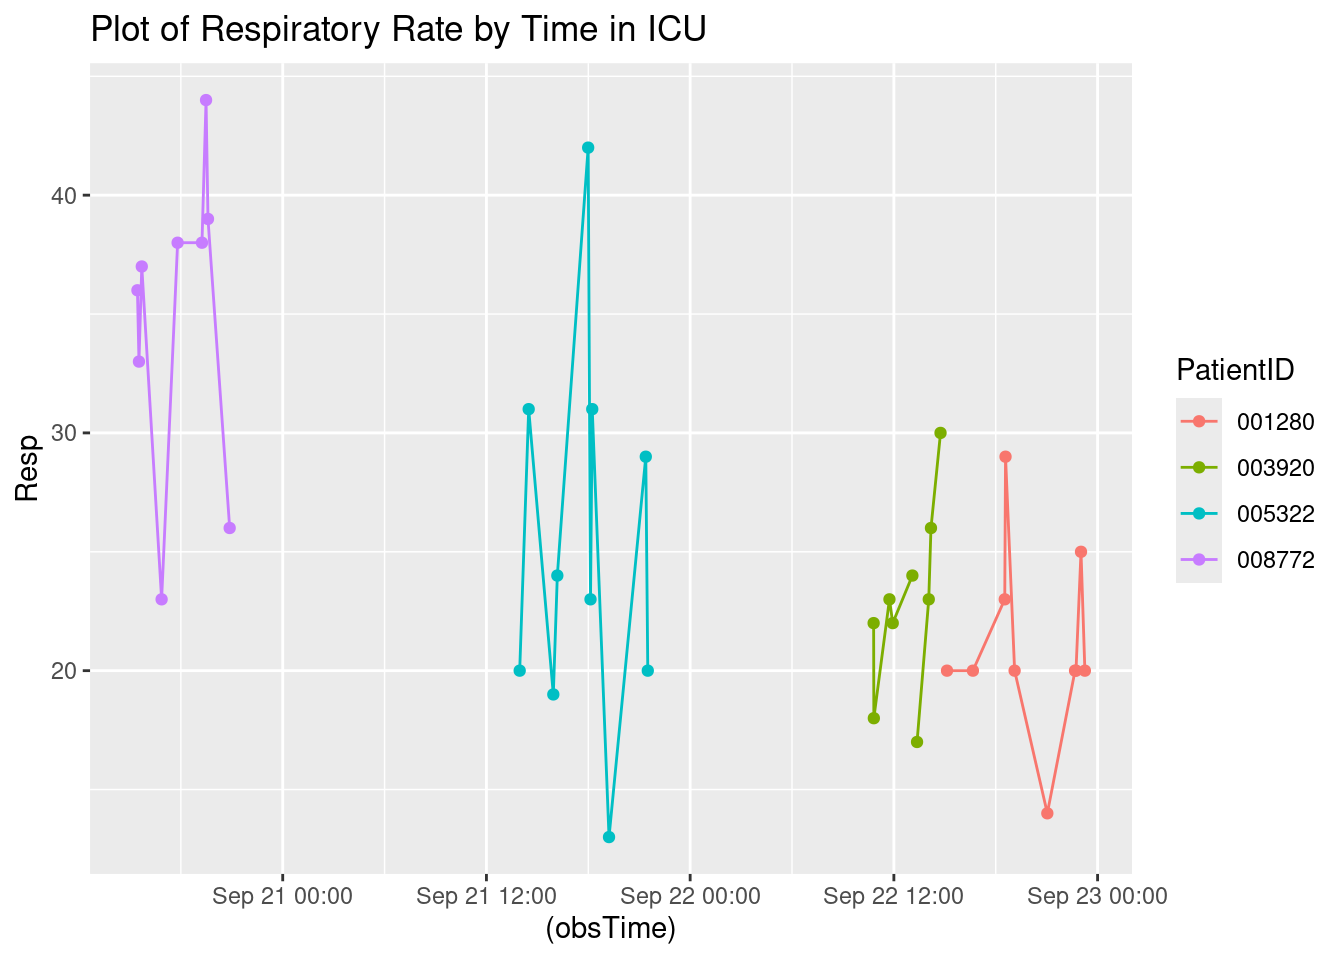 Plot of Respiratory Rate by Time in ICU
Resp
40
30
20
Sep 21 00:00
Sep 21 12:00
Sep 22 00:00
Sep 22 12:00
Sep 23 00:00
(obsTime)
PatientID
001280
003920
005322
008772